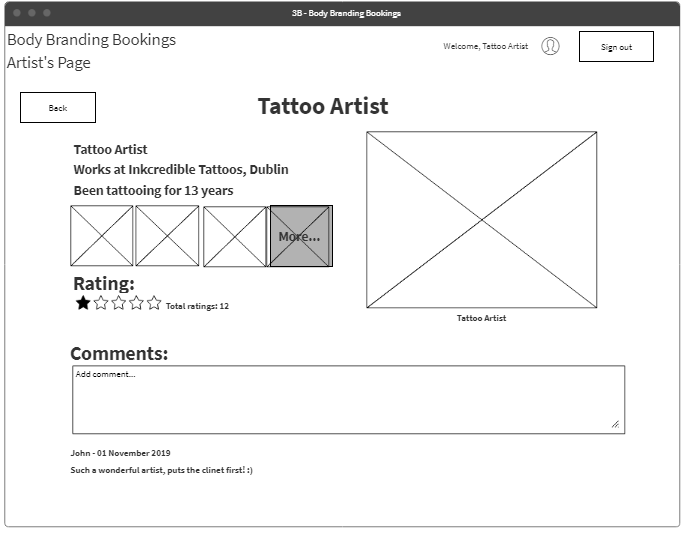 3B - Body Branding Bookings
Body Branding Bookings
Artist's Page
Welcome, Tattoo Artist
Sign out
Back
Tattoo Artist
Tattoo Artist
Works at Inkcredible Tattoos, Dublin
Been tattooing for 13 years
More...
Rating:
Total ratings: 12
Tattoo Artist
Comments:
Add comment...
John - 01 November 2019
Such a wonderful artist, puts the clinet first! :)